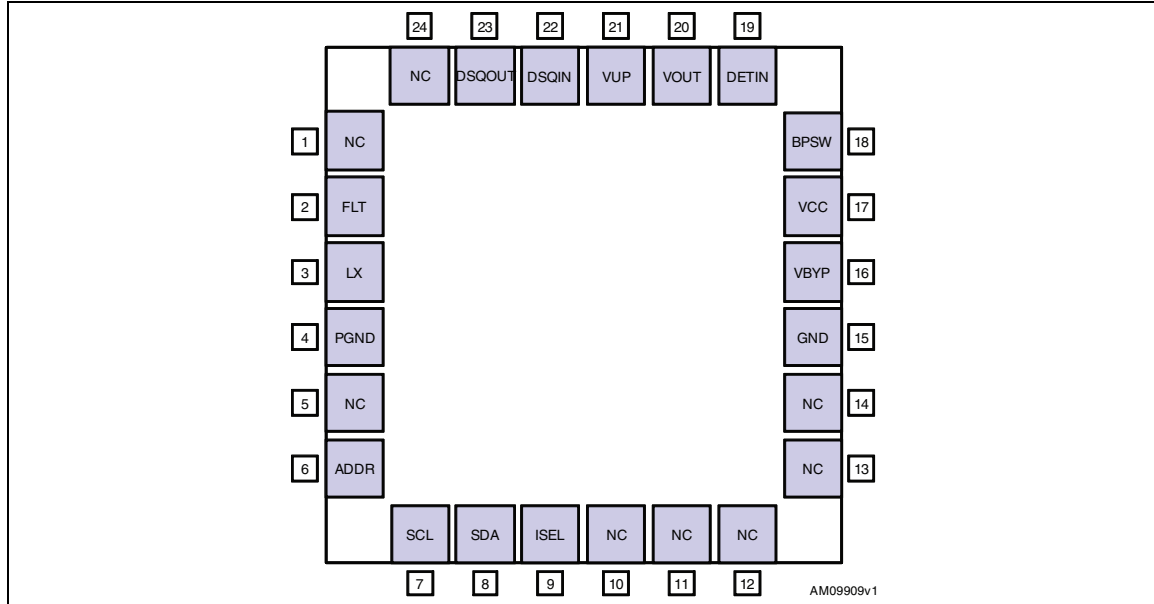 24 23 22 21 20 19
NC DSQOUT DSQIN VUP VOUT DETIN
1 NC BPSW 18
2 FLT VCC 17
3 LX VBYP 16
4 PGND GND 15
5 NC NC 14
6 ADDR NC 13
SCL SDA ISEL NC NC NC
7 8 9 10 11 12
AM09909v1